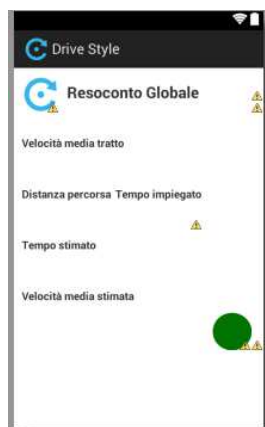 Drive Style
Resoconto Globale
Velocità media tratto
Distanza percorsa Tempo impiegato
Tempo stimato
Velocità media stimata